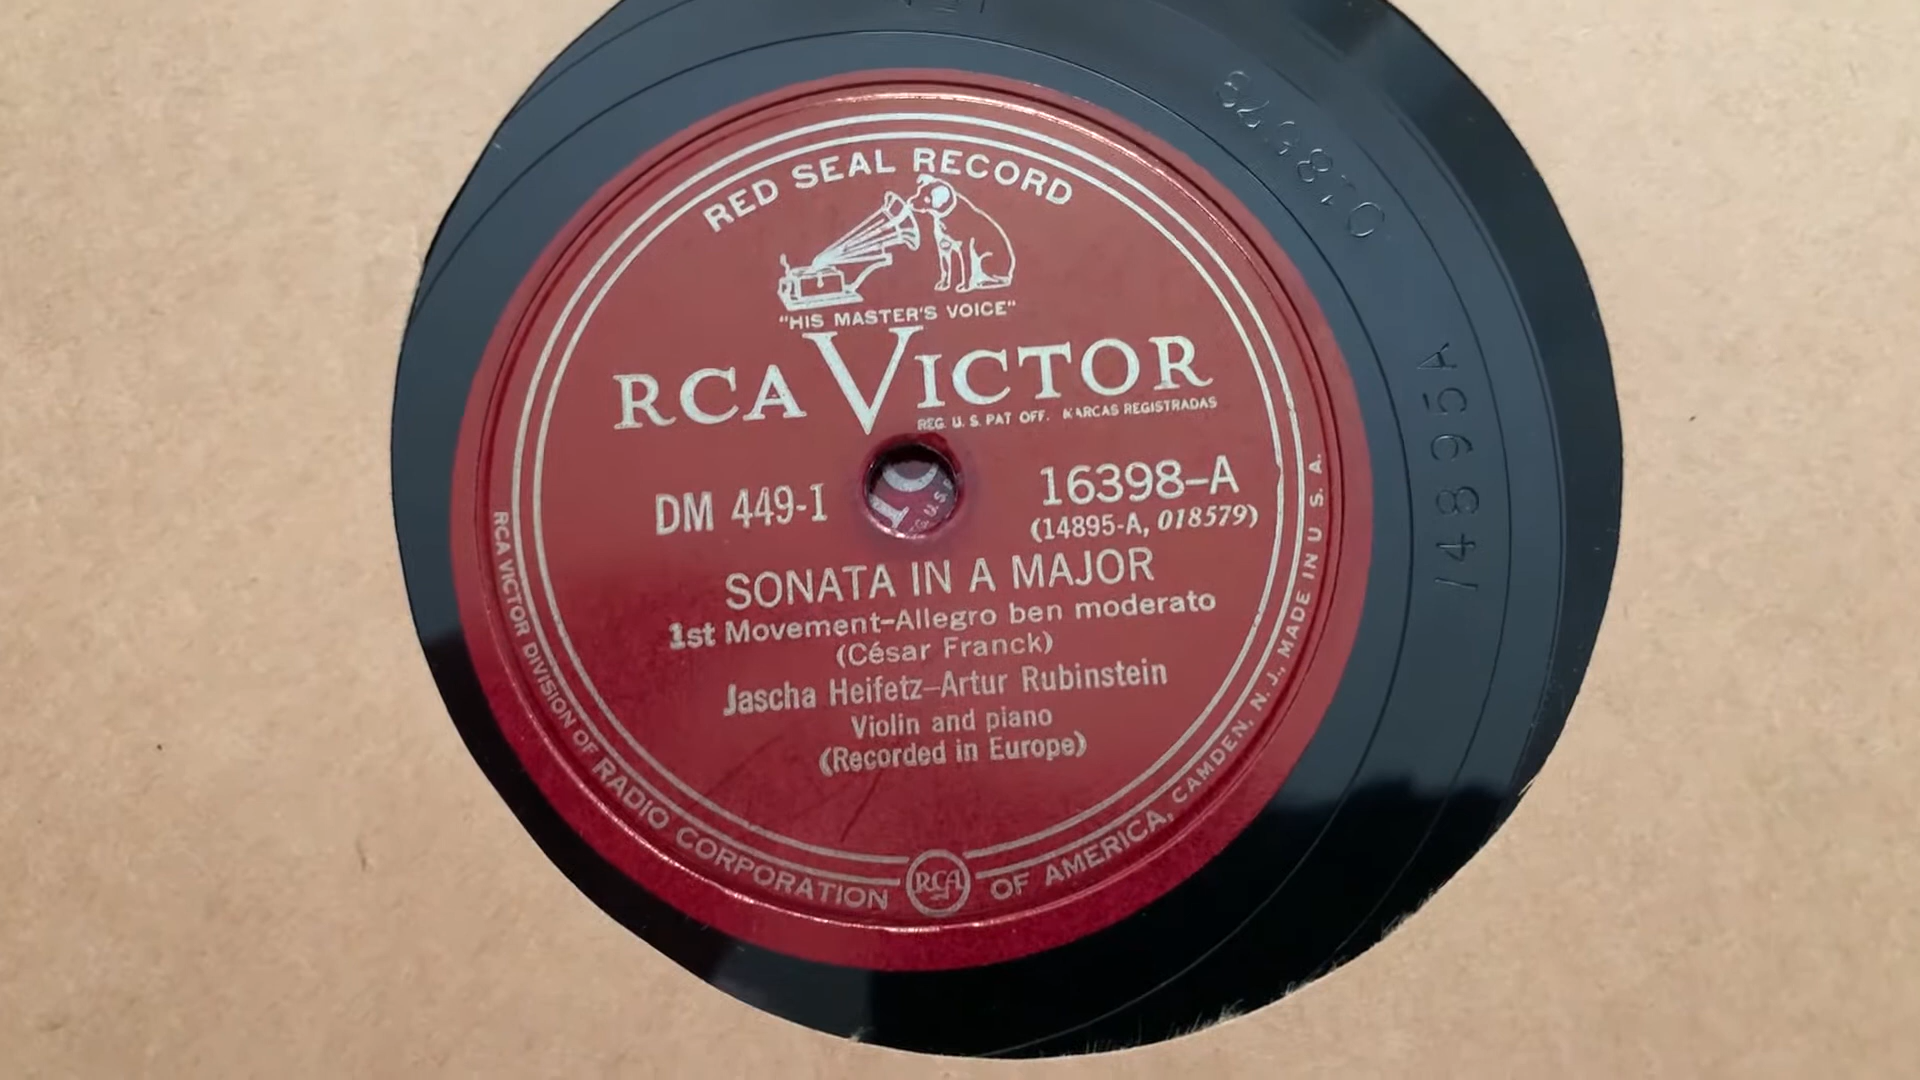 RED SEAL RECORD
"HIS MASTER'S VOICE"
RCA VICTOR
REG. U. S. PAT OFF. MARCAS REGISTRADAS
DM 449-1
16398-A
(14895-A, 018579)
SONATA IN A MAJOR
1st Movement-Allegro ben moderato
(César Franck)
Jascha Heifetz-Artur Rubinstein
Violin and piano
(Recorded in Europe)
RCA VICTOR DIVISION OF RADIO CORPORATION RCA OF AMERICA, CAMDEN, N. J., MADE IN U. S. A.
018579
14895A